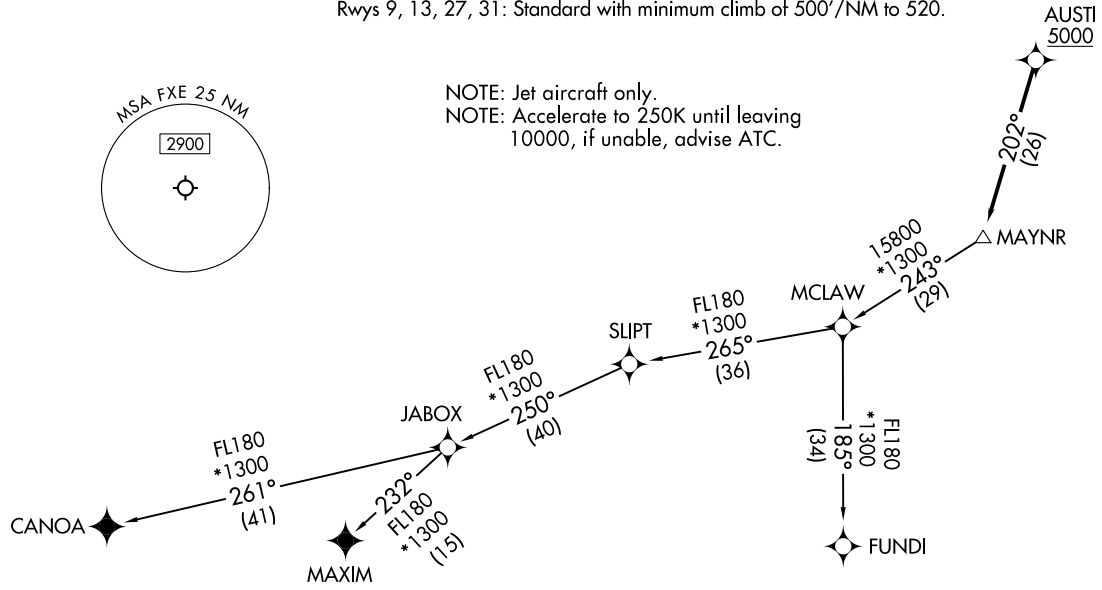 Rwys 9, 13, 27, 31: Standard with minimum climb of 500'/NM to 520.
AUSTI
5000
MSA FXE 25 NM
2900
NOTE: Jet aircraft only.
NOTE: Accelerate to 250K until leaving
10000, if unable, advise ATC.
202°
(26)
MAYNR
15800
*1300
243°
(29)
MCLAW
FL180
*1300
265°
(36)
SLIPT
FL180
*1300
250°
(40)
JABOX
FL180
*1300
185°
(34)
FL180
*1300
261°
(41)
232°
FL180
*1300
(15)
CANOA
MAXIM
FUNDI